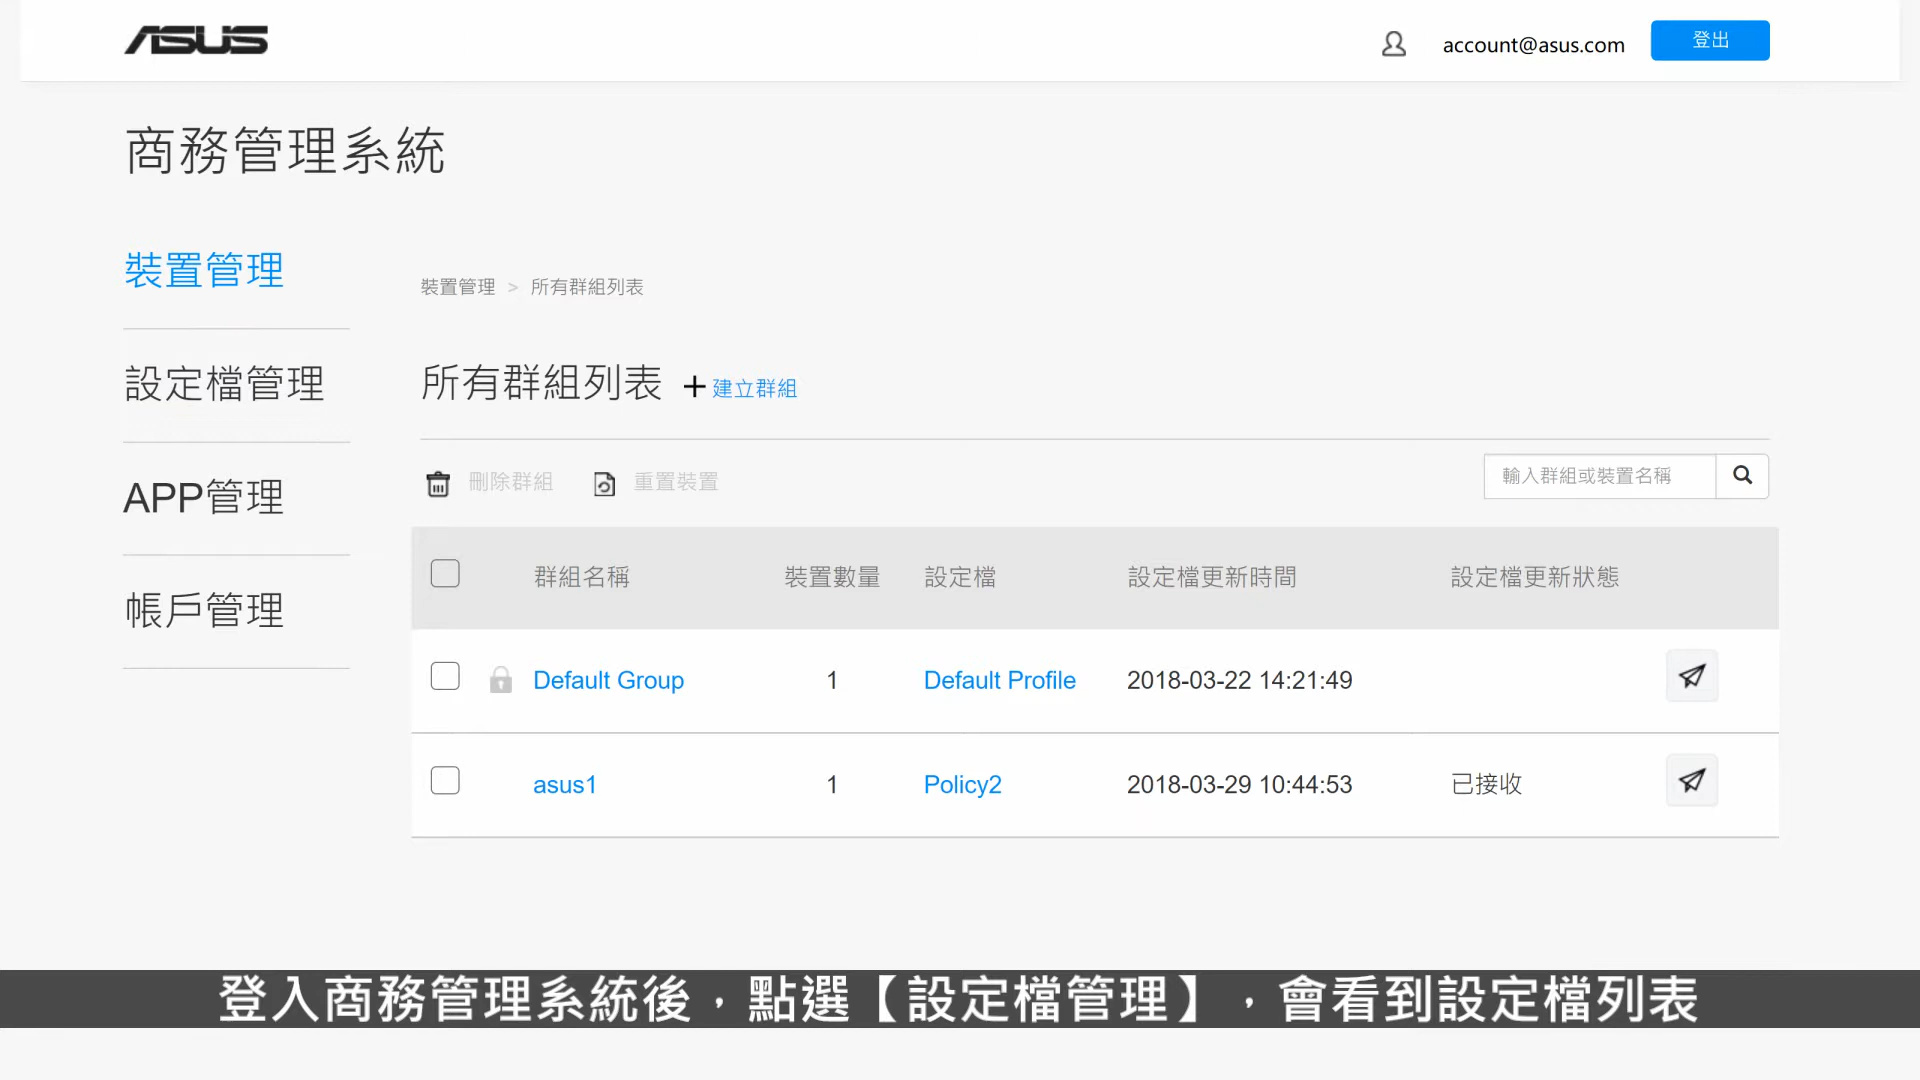 ASUS
account@asus.com
登出
商務管理系統
裝置管理
設定檔管理
APP管理
帳戶管理
裝置管理 > 所有群組列表
所有群組列表 +建立群組
刪除群組 重置裝置
輸入群組或裝置名稱
群組名稱 裝置數量 設定檔 設定檔更新時間 設定檔更新狀態
Default Group 1 Default Profile 2018-03-22 14:21:49
asus1 1 Policy2 2018-03-29 10:44:53 已接收
登入商務管理系統後，點選【設定檔管理】，會看到設定檔列表